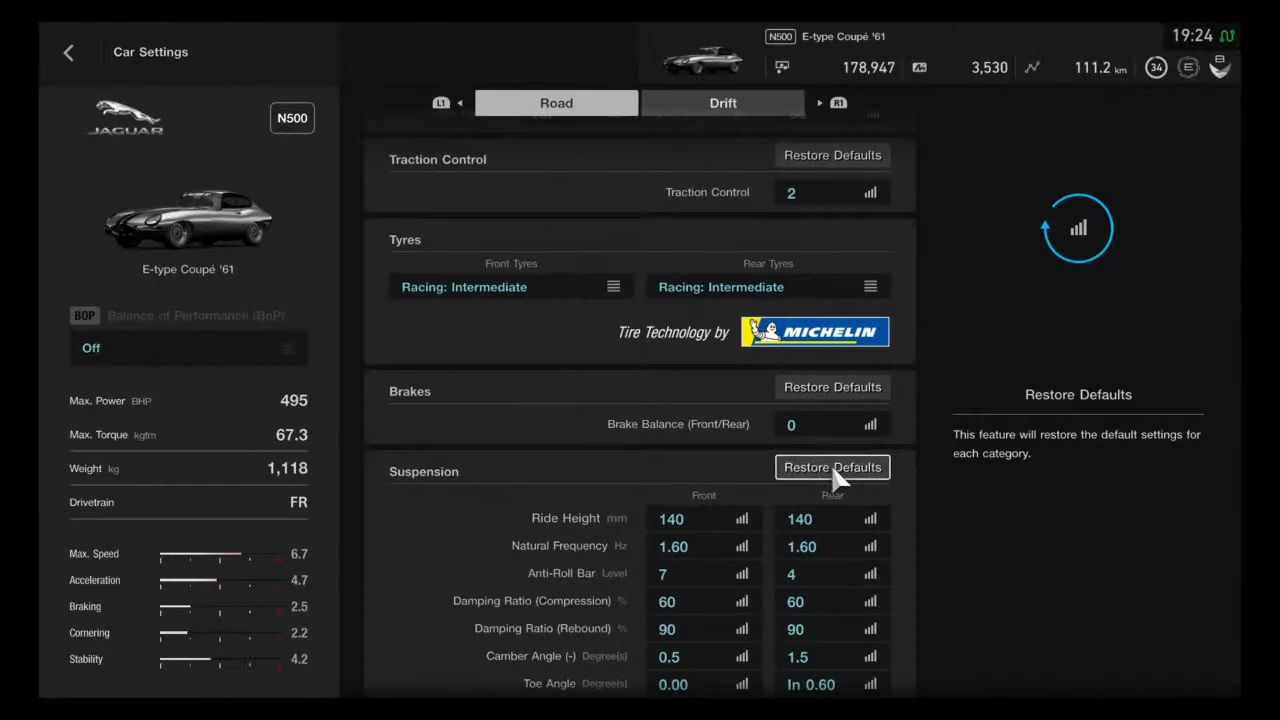 Car Settings
N500 E-type Coupé '61
19:24
178,947
3,530
111.2 km
34
E
B
JAGUAR
N500
E-type Coupé '61
BOP Balance of Performance (BoP)
Off
Max. Power BHP 495
Max. Torque kgfm 67.3
Weight kg 1,118
Drivetrain FR
Max. Speed 6.7
Acceleration 4.7
Braking 2.5
Cornering 2.2
Stability 4.2
L1 Road Drift R1
Traction Control Restore Defaults
Traction Control 2
Tyres
Front Tyres Rear Tyres
Racing: Intermediate Racing: Intermediate
Tire Technology by MICHELIN
Brakes Restore Defaults
Brake Balance (Front/Rear) 0
Suspension Restore Defaults
Front Rear
Ride Height mm 140 140
Natural Frequency Hz 1.60 1.60
Anti-Roll Bar Level 7 4
Damping Ratio (Compression) % 60 60
Damping Ratio (Rebound) % 90 90
Camber Angle (-) Degree(s) 0.5 1.5
Toe Angle Degree(s) 0.00 In 0.60
Restore Defaults
This feature will restore the default settings for
each category.